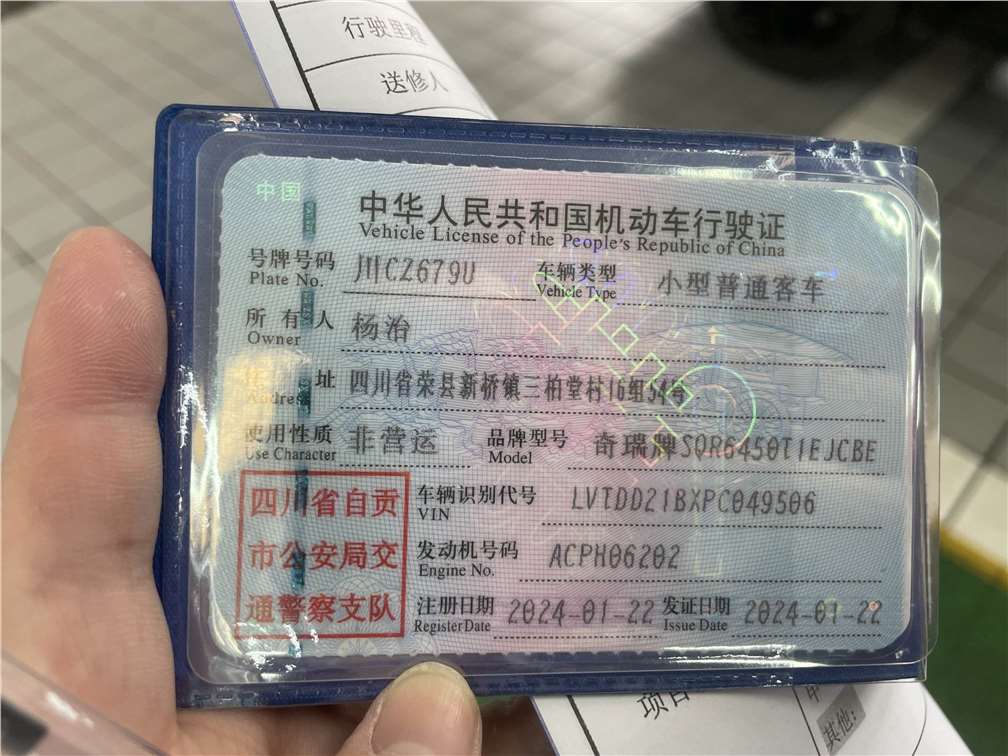 行驶里程
送修人
中国
中华人民共和国机动车行驶证
Vehicle License of the People's Republic of China
号牌号码 川CZ679U 车辆类型 小型普通客车
Plate No. Vehicle Type
所有人 杨治
Owner
住址 四川省荣县新桥镇三柏堂村16组54号
Address
使用性质 非营运 品牌型号 奇瑞牌SQR6450T1EJCBE
Use Character Model
四川省自贡
市公安局交
通警察支队
车辆识别代号 LVTDD21BXPC049506
VIN
发动机号码 ACPH06202
Engine No.
注册日期 2024-01-22 发证日期 2024-01-22
Register Date Issue Date
项目
其他: